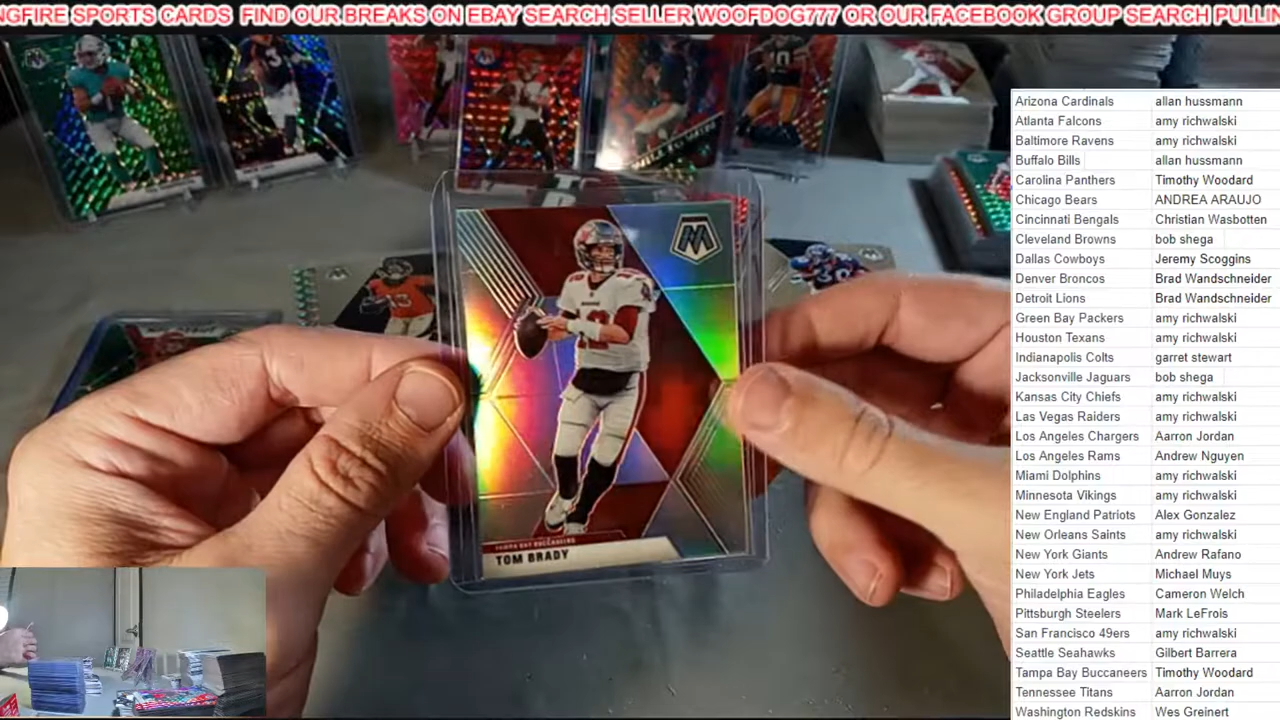 NGFIRE SPORTS CARDS FIND OUR BREAKS ON EBAY SEARCH SELLER WOOFDOG777 OR OUR FACEBOOK GROUP SEARCH PULLIN
Arizona Cardinals allan hussmann
Atlanta Falcons amy richwalski
Baltimore Ravens amy richwalski
Buffalo Bills allan hussmann
Carolina Panthers Timothy Woodard
Chicago Bears ANDREA ARAUJO
Cincinnati Bengals Christian Wasbotten
Cleveland Browns bob shega
Dallas Cowboys Jeremy Scoggins
Denver Broncos Brad Wandschneider
Detroit Lions Brad Wandschneider
Green Bay Packers amy richwalski
Houston Texans amy richwalski
Indianapolis Colts garret stewart
Jacksonville Jaguars bob shega
Kansas City Chiefs amy richwalski
Las Vegas Raiders amy richwalski
Los Angeles Chargers Aarron Jordan
Los Angeles Rams Andrew Nguyen
Miami Dolphins amy richwalski
Minnesota Vikings amy richwalski
New England Patriots Alex Gonzalez
New Orleans Saints amy richwalski
New York Giants Andrew Rafano
New York Jets Michael Muys
Philadelphia Eagles Cameron Welch
Pittsburgh Steelers Mark LeFrois
San Francisco 49ers amy richwalski
Seattle Seahawks Gilbert Barrera
Tampa Bay Buccaneers Timothy Woodard
Tennessee Titans Aarron Jordan
Washington Redskins Wes Greinert
M
TAMPA BAY BUCCANEERS
TOM BRADY